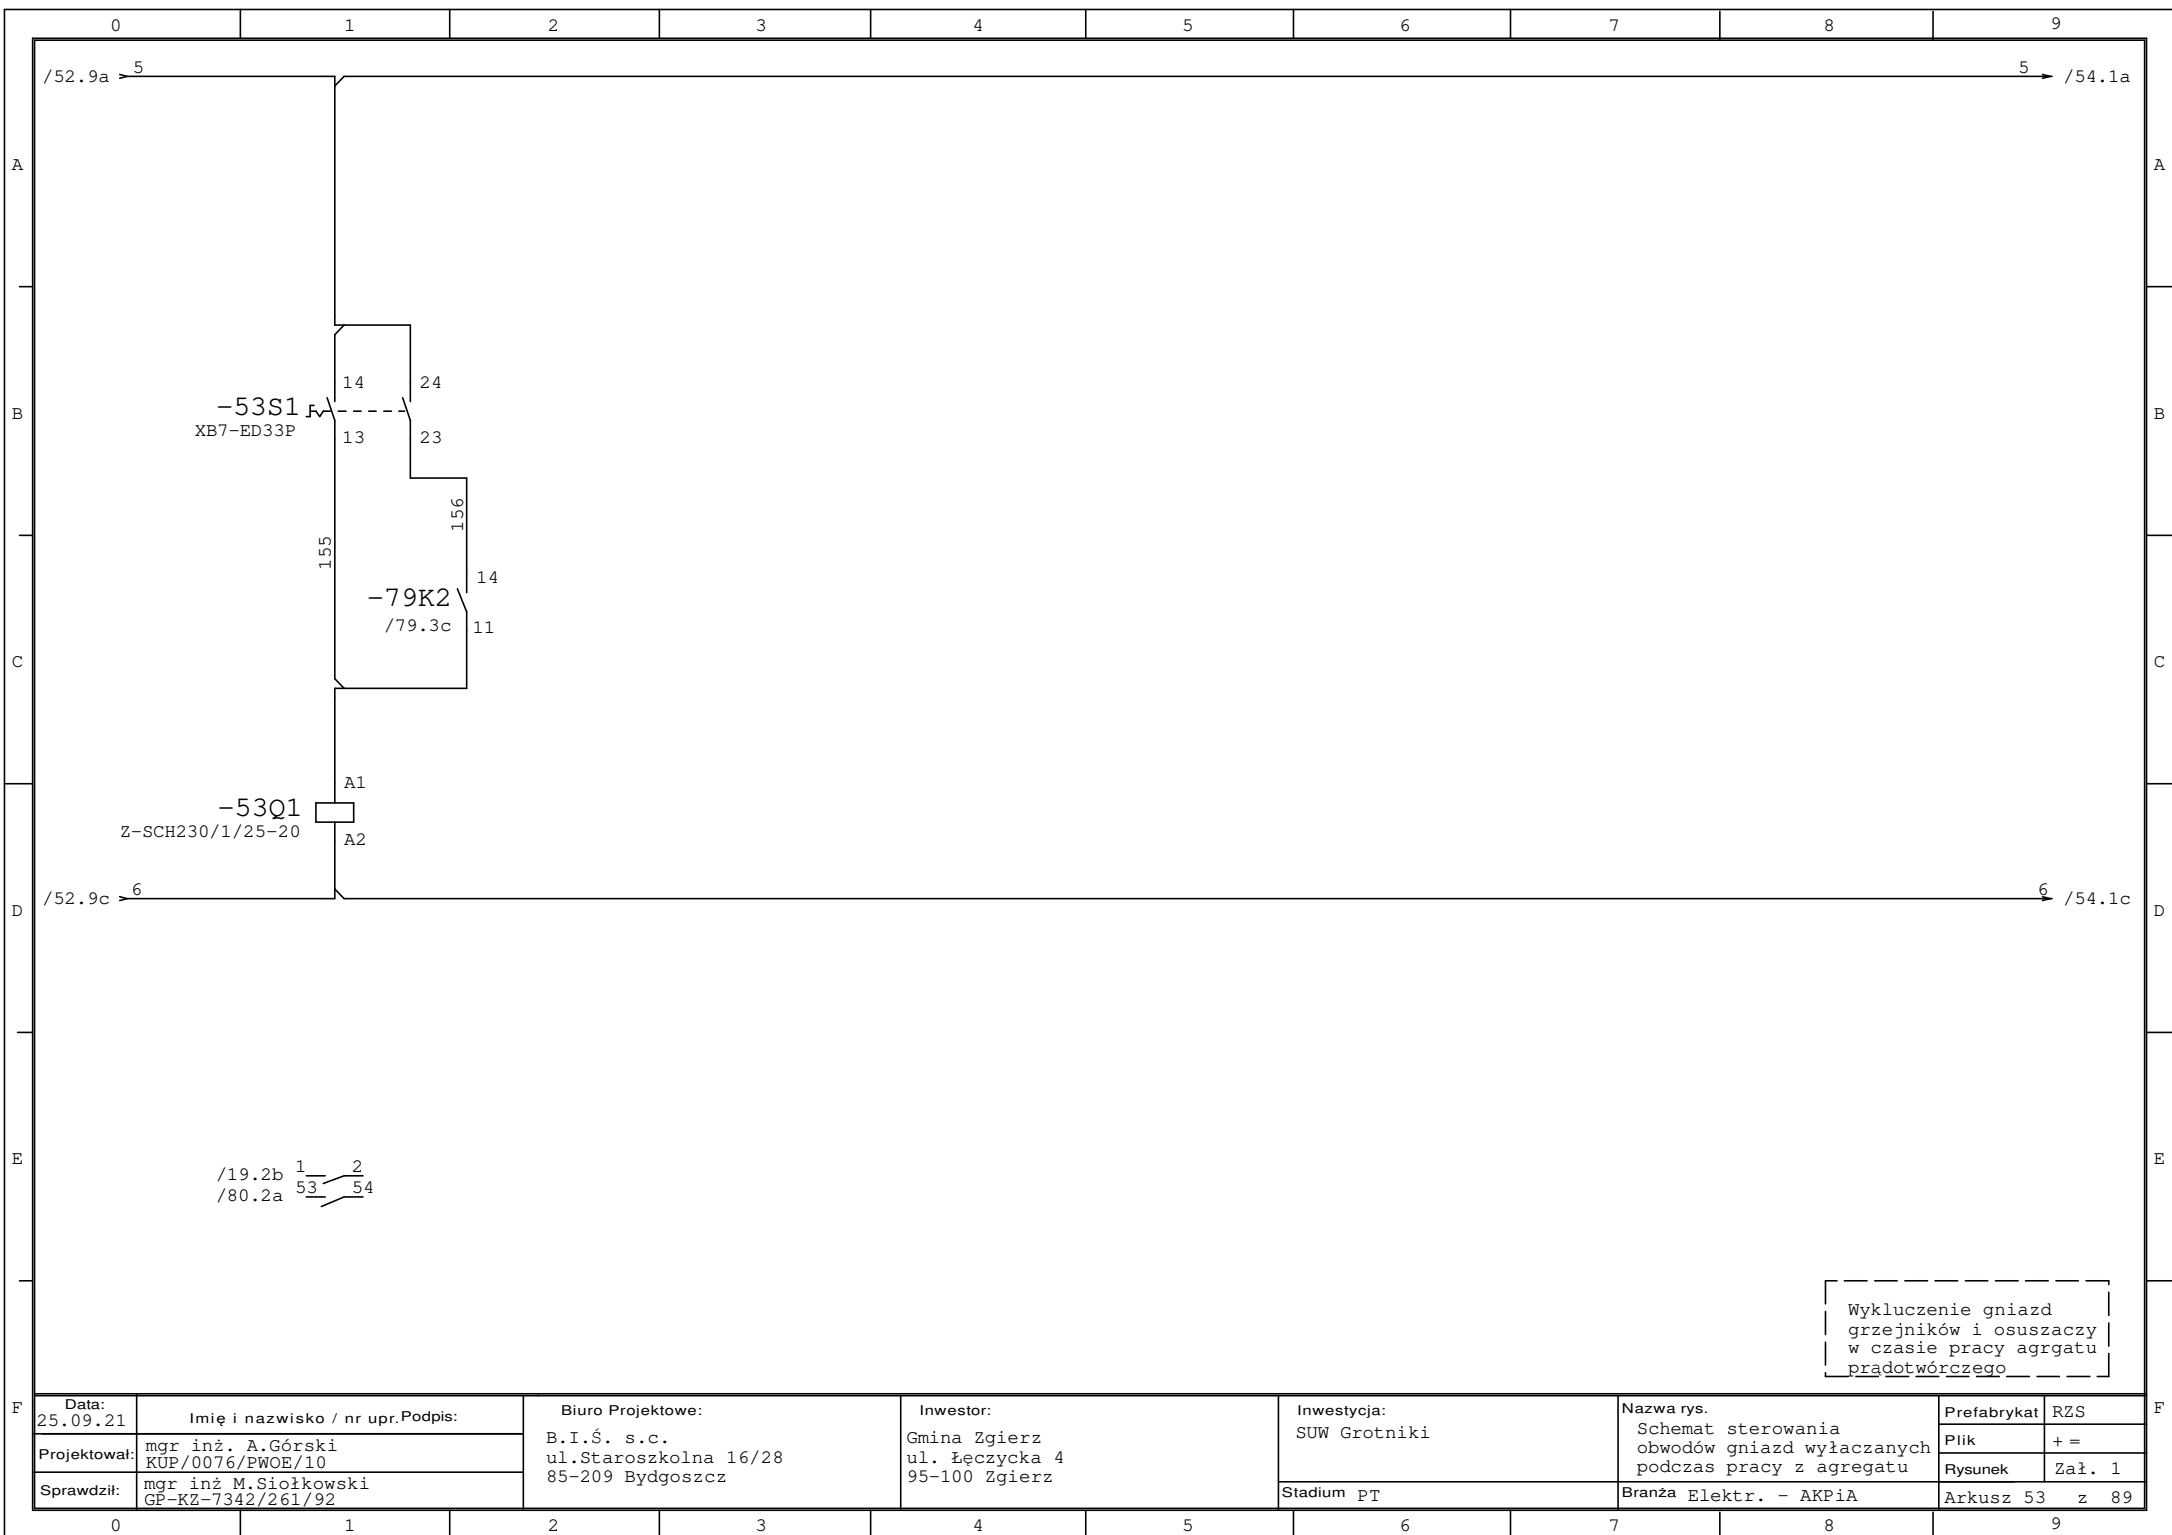 0 1 2 3 4 5 6 7 8 9
/52.9a 5 5 /54.1a
A A
14 24
-53S1
B B
XB7-ED33P
13 23
156
155
14
-79K2
/79.3c 11
C C
A1
-53Q1
Z-SCH230/1/25-20
A2
/52.9c 6 6 /54.1c
D D
E E
/19.2b 1 2
/80.2a 53 54
Wykluczenie gniazd
grzejników i osuszaczy
w czasie pracy agrgatu
prądotwórczego
F F
Data:
25.09.21
Imię i nazwisko / nr upr. Podpis:
Projektował:
mgr inż. A.Górski
KUP/0076/PWOE/10
Sprawdził:
mgr inż M.Siołkowski
GP-KZ-7342/261/92
Biuro Projektowe:
B.I.Ś. s.c.
ul.Staroszkolna 16/28
85-209 Bydgoszcz
Inwestor:
Gmina Zgierz
ul. Łęczycka 4
95-100 Zgierz
Inwestycja:
SUW Grotniki
Stadium PT
Nazwa rys.
Schemat sterowania
obwodów gniazd wyłaczanych
podczas pracy z agregatu
Branża Elektr. - AKPiA
Prefabrykat RZS
Plik + =
Rysunek Zał. 1
Arkusz 53 z 89
0 1 2 3 4 5 6 7 8 9